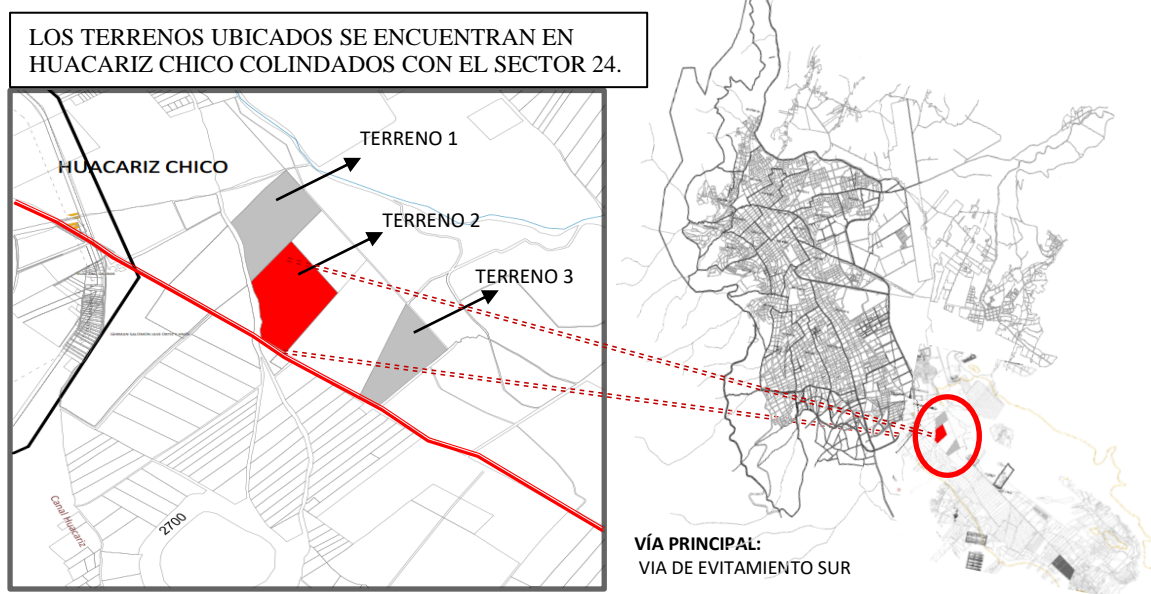 LOS TERRENOS UBICADOS SE ENCUENTRAN EN
HUACARIZ CHICO COLINDADOS CON EL SECTOR 24.
TERRENO 1
HUACARIZ CHICO
TERRENO 2
TERRENO 3
Canal Huacariz
2700
VÍA PRINCIPAL:
VIA DE EVITAMIENTO SUR